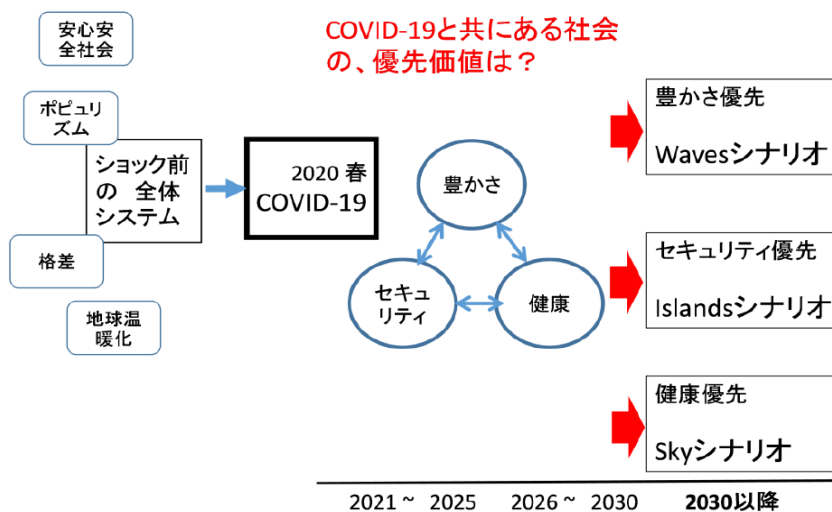 COVID-19と共にある社会
の、優先価値は？
安心安
全社会
ポピュリ
ズム
ショック前
の 全体
システム
格差
地球温
暖化
2020 春
COVID-19
豊かさ
セキュ
リティ
健康
豊かさ優先
Wavesシナリオ
セキュリティ優先
Islandsシナリオ
健康優先
Skyシナリオ
2021 ~ 2025 2026 ~ 2030 2030以降